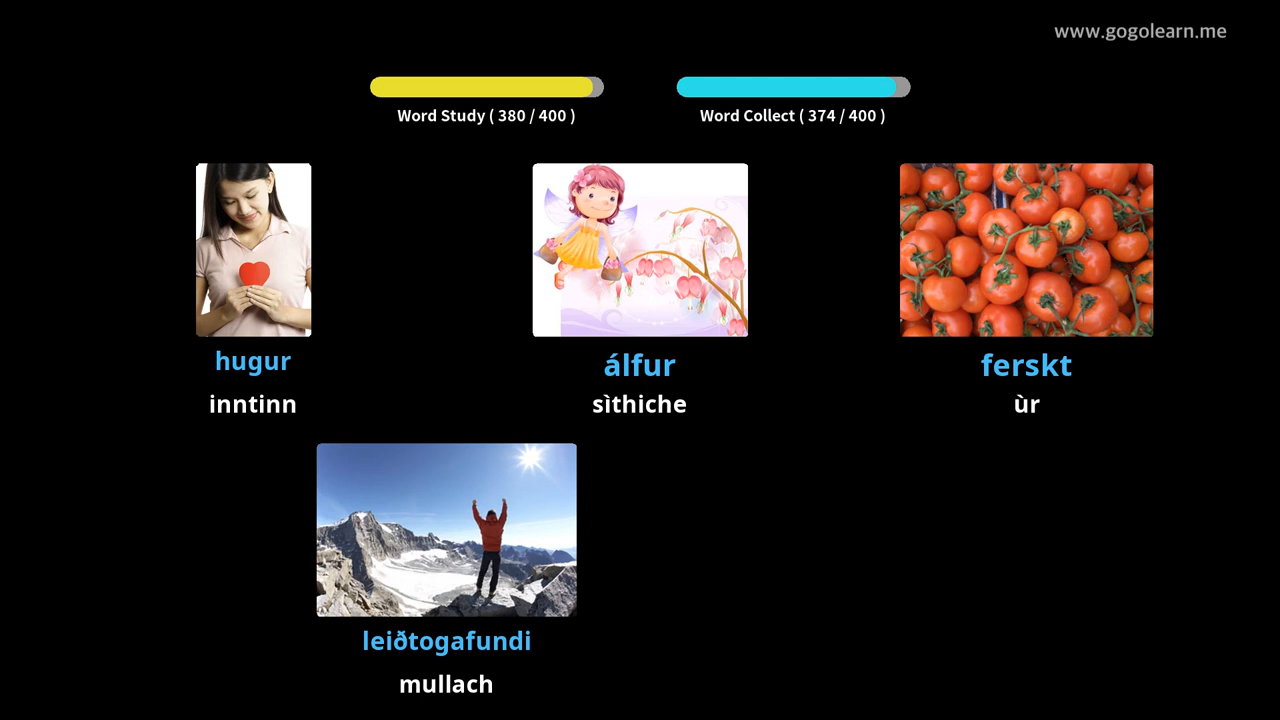 www.gogolearn.me
Word Study ( 380 / 400 )
Word Collect ( 374 / 400 )
hugur
inntinn
álfur
sìthiche
ferskt
ùr
leiðtogafundi
mullach